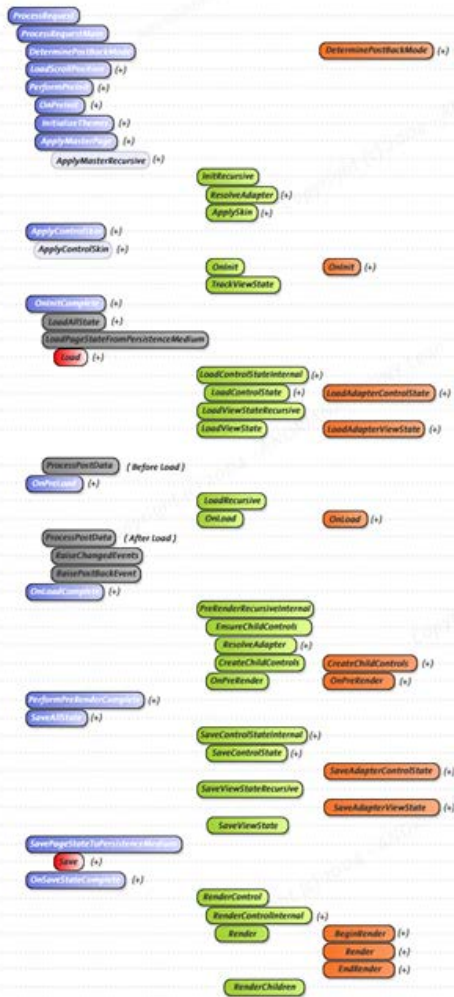 ProcessRequest
ProcessRequestMain
DeterminePostBackMode DeterminePostBackMode (+)
LoadScrollPosition (+)
PerformPreInit (+)
OnPreInit (+)
InitializeThemes (+)
ApplyMasterPage (+)
ApplyMasterRecursive (+)
InitRecursive
ResolveAdapter (+)
ApplySkin (+)
ApplyControlSkin (+)
ApplyControlSkin (+)
OnInit OnInit (+)
TrackViewState
OnInitComplete (+)
LoadAllState (+)
LoadPageStateFromPersistenceMedium
Load (+)
LoadControlStateInternal (+)
LoadControlState (+) LoadAdapterControlState (+)
LoadViewStateRecursive
LoadViewState LoadAdapterViewState (+)
ProcessPostData ( Before Load )
OnPreLoad (+)
LoadRecursive
OnLoad OnLoad (+)
ProcessPostData ( After Load )
RaiseChangedEvents
RaisePostBackEvent
OnLoadComplete (+)
PreRenderRecursiveInternal
EnsureChildControls
ResolveAdapter (+)
CreateChildControls CreateChildControls (+)
OnPreRender OnPreRender (+)
PerformPreRenderComplete (+)
SaveAllState (+)
SaveControlStateInternal (+)
SaveControlState (+)
SaveAdapterControlState (+)
SaveViewStateRecursive
SaveAdapterViewState (+)
SaveViewState
SavePageStateToPersistenceMedium
Save (+)
OnSaveStateComplete (+)
RenderControl
RenderControlInternal (+)
Render BeginRender (+)
Render (+)
EndRender (+)
RenderChildren